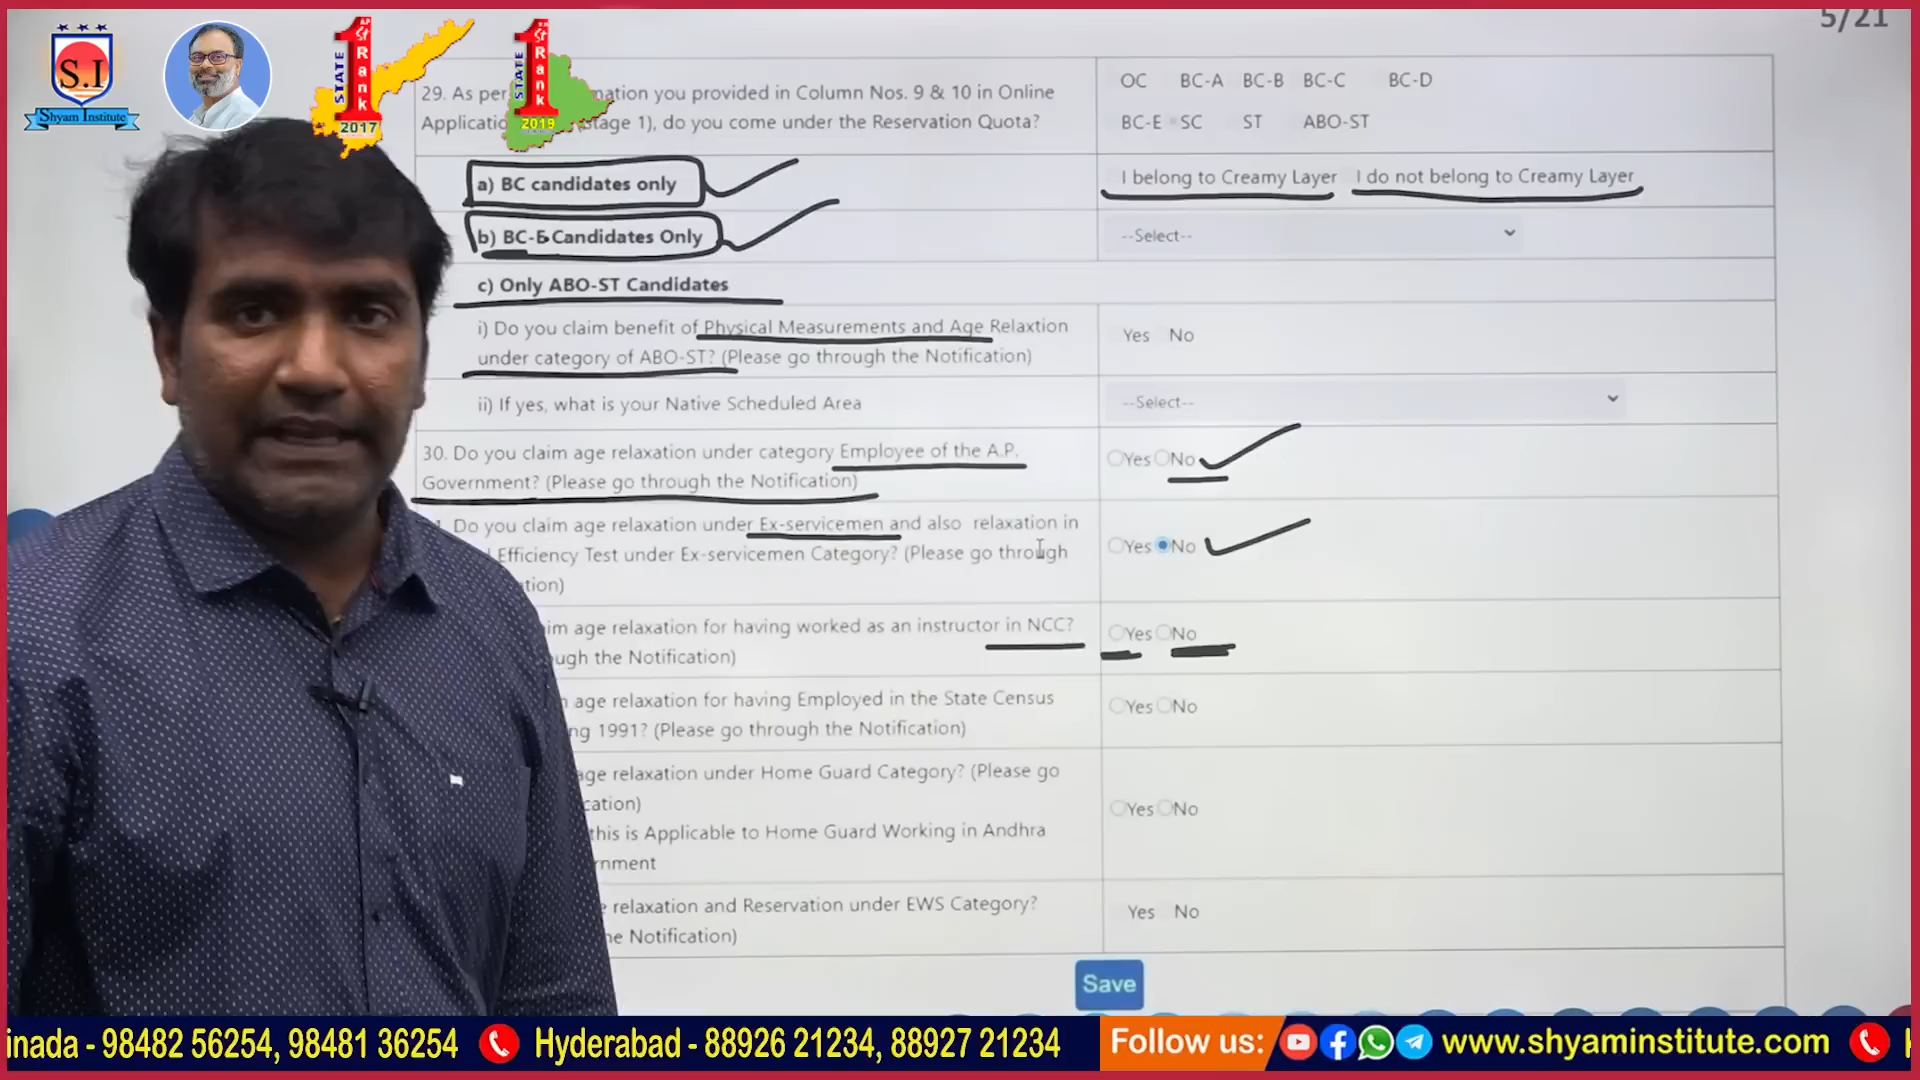 5/21
S.I
Shyam Institute
STATE
1
st
Rank
2017
STATE
1
st
Rank
2019
29. As per mation you provided in Column Nos. 9 & 10 in Online
Applicatio (Stage 1), do you come under the Reservation Quota?
OC BC-A BC-B BC-C BC-D
BC-E SC ST ABO-ST
a) BC candidates only
I belong to Creamy Layer I do not belong to Creamy Layer
b) BC-E Candidates Only
--Select--
c) Only ABO-ST Candidates
i) Do you claim benefit of Physical Measurements and Age Relaxtion
under category of ABO-ST? (Please go through the Notification)
Yes No
ii) If yes, what is your Native Scheduled Area
--Select--
30. Do you claim age relaxation under category Employee of the A.P.
Government? (Please go through the Notification)
Yes No
. Do you claim age relaxation under Ex-servicemen and also relaxation in
Efficiency Test under Ex-servicemen Category? (Please go through
tion)
Yes No
im age relaxation for having worked as an instructor in NCC?
ugh the Notification)
Yes No
age relaxation for having Employed in the State Census
ng 1991? (Please go through the Notification)
Yes No
age relaxation under Home Guard Category? (Please go
cation)
this is Applicable to Home Guard Working in Andhra
rnment
Yes No
e relaxation and Reservation under EWS Category?
he Notification)
Yes No
Save
inada - 98482 56254, 98481 36254 Hyderabad - 88926 21234, 88927 21234 Follow us: www.shyaminstitute.com